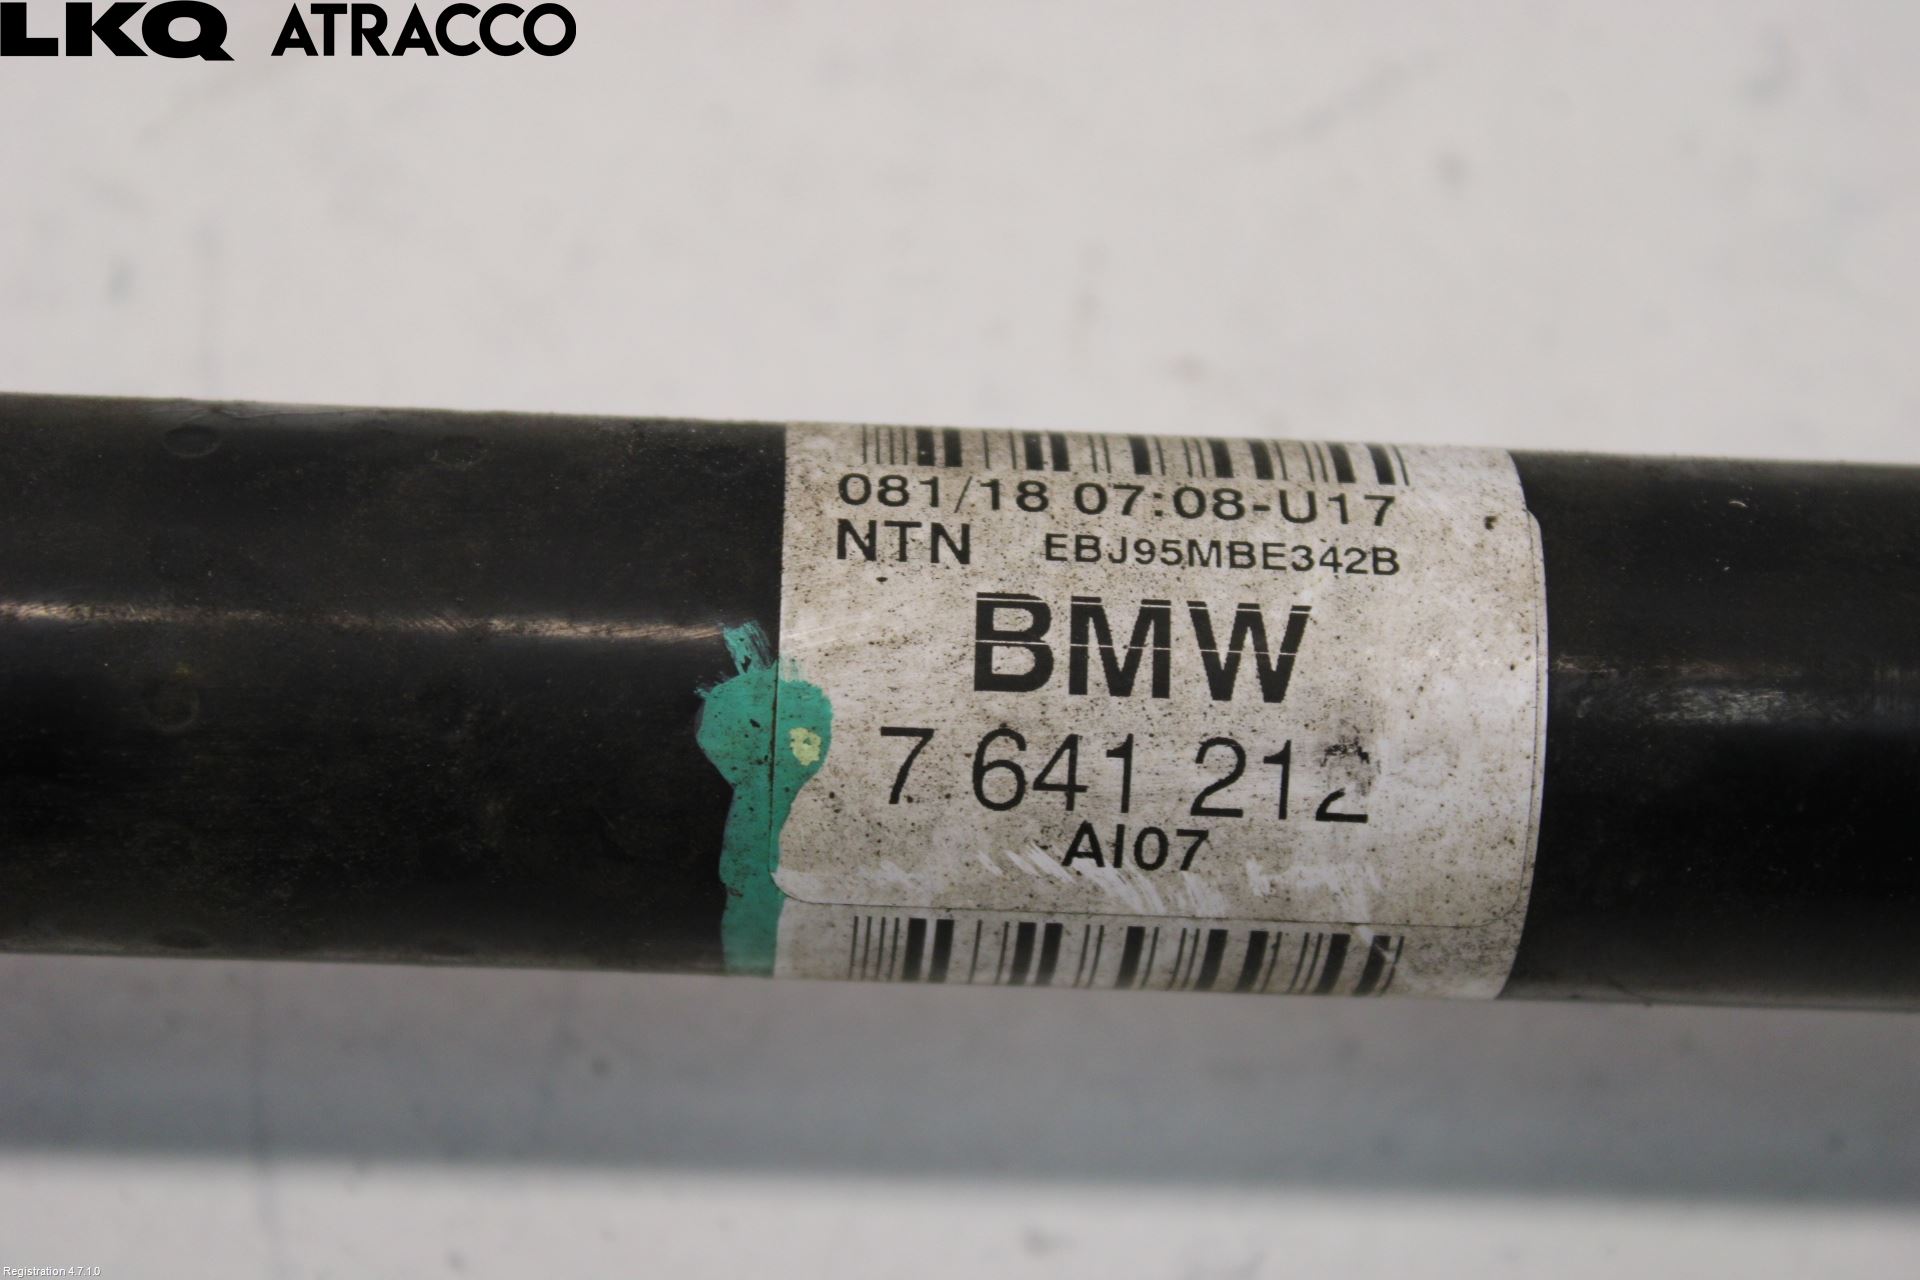 LKQ ATRACCO
081/18 07:08-U17
NTN EBJ95MBE342B
BMW
7 641 212
AI07
Registration 4.7.1.0